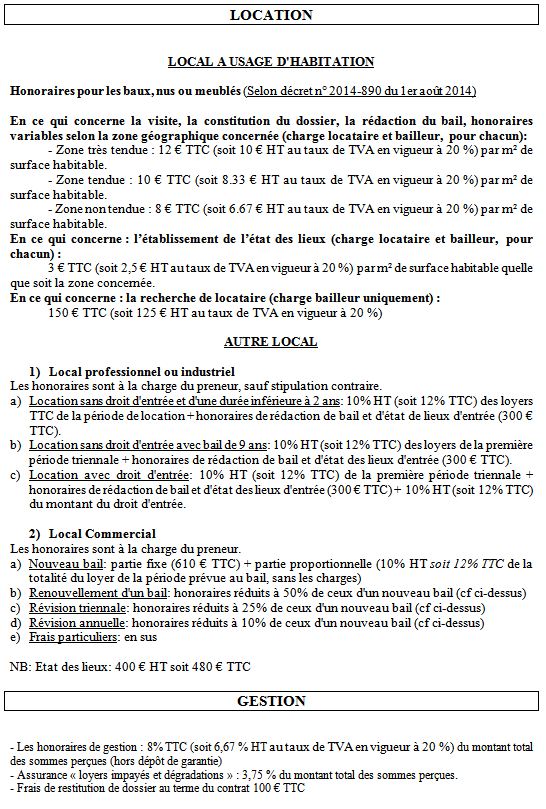 LOCATION
LOCAL A USAGE D'HABITATION
Honoraires pour les baux, nus ou meublés (Selon décret n° 2014-890 du 1er août 2014)
En ce qui concerne la visite, la constitution du dossier, la rédaction du bail, honoraires
variables selon la zone géographique concernée (charge locataire et bailleur, pour chacun):
- Zone très tendue : 12 € TTC (soit 10 € HT au taux de TVA en vigueur à 20 %) par m² de
surface habitable.
- Zone tendue : 10 € TTC (soit 8.33 € HT au taux de TVA en vigueur à 20 %) par m² de
surface habitable.
- Zone non tendue : 8 € TTC (soit 6.67 € HT au taux de TVA en vigueur à 20 %) par m² de
surface habitable.
En ce qui concerne : l'établissement de l'état des lieux (charge locataire et bailleur, pour
chacun) :
3 € TTC (soit 2,5 € HT au taux de TVA en vigueur à 20 %) par m² de surface habitable quelle
que soit la zone concernée.
En ce qui concerne : la recherche de locataire (charge bailleur uniquement) :
150 € TTC (soit 125 € HT au taux de TVA en vigueur à 20 %)
AUTRE LOCAL
1) Local professionnel ou industriel
Les honoraires sont à la charge du preneur, sauf stipulation contraire.
a) Location sans droit d'entrée et d'une durée inférieure à 2 ans: 10% HT (soit 12% TTC) des loyers
TTC de la période de location + honoraires de rédaction de bail et d'état de lieux d'entrée (300 €
TTC).
b) Location sans droit d'entrée avec bail de 9 ans: 10% HT (soit 12% TTC) des loyers de la première
période triennale + honoraires de rédaction de bail et d'état des lieux d'entrée (300 € TTC).
c) Location avec droit d'entrée: 10% HT (soit 12% TTC) de la première période triennale +
honoraires de rédaction de bail et d'état des lieux d'entrée (300 € TTC) + 10% HT (soit 12% TTC)
du montant du droit d'entrée.
2) Local Commercial
Les honoraires sont à la charge du preneur.
a) Nouveau bail: partie fixe (610 € TTC) + partie proportionnelle (10% HT soit 12% TTC de la
totalité du loyer de la période prévue au bail, sans les charges)
b) Renouvellement d'un bail: honoraires réduits à 50% de ceux d'un nouveau bail (cf ci-dessus)
c) Révision triennale: honoraires réduits à 25% de ceux d'un nouveau bail (cf ci-dessus)
d) Révision annuelle: honoraires réduits à 10% de ceux d'un nouveau bail (cf ci-dessus)
e) Frais particuliers: en sus
NB: Etat des lieux: 400 € HT soit 480 € TTC
GESTION
- Les honoraires de gestion : 8% TTC (soit 6,67 % HT au taux de TVA en vigueur à 20 %) du montant total
des sommes perçues (hors dépôt de garantie)
- Assurance « loyers impayés et dégradations » : 3,75 % du montant total des sommes perçues.
- Frais de restitution de dossier au terme du contrat 100 € TTC